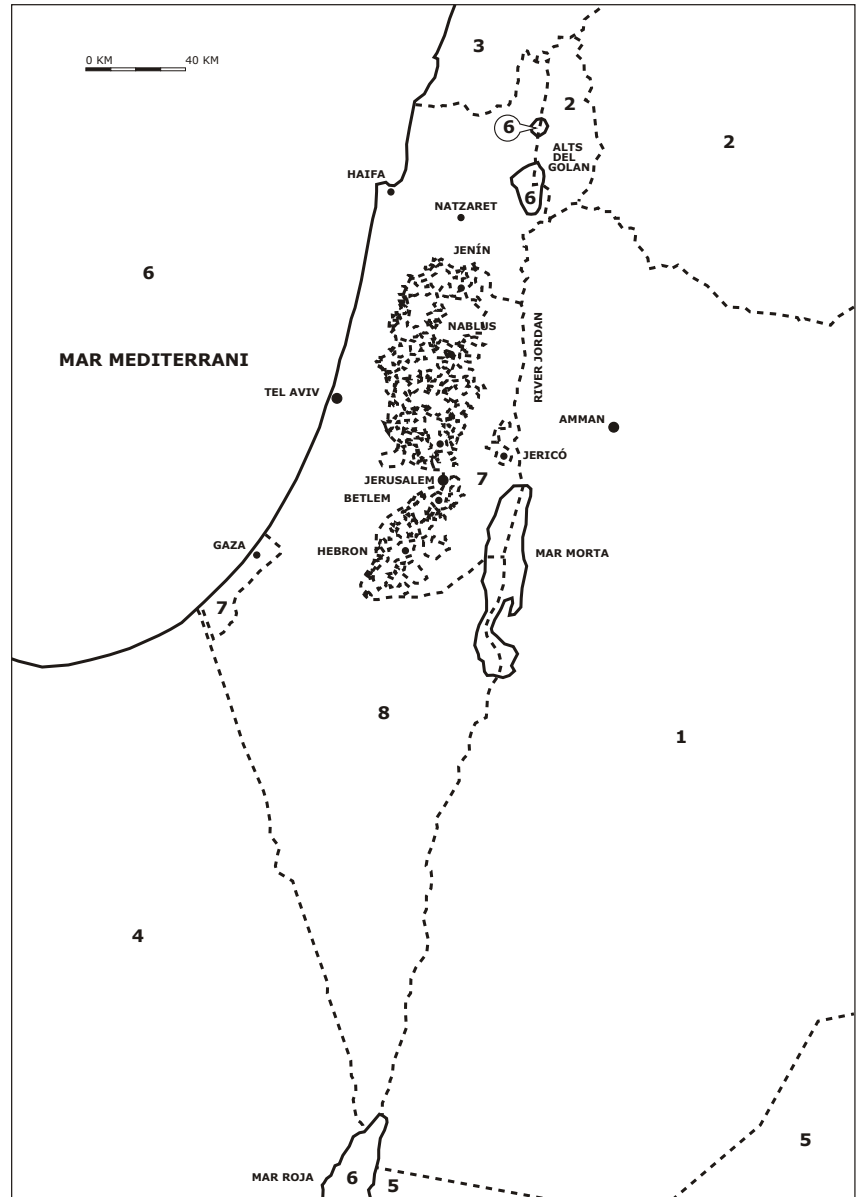 3
0 KM 40 KM
2
6
2
ALTS
DEL
GOLAN
HAIFA
6
NATZARET
JENÍN
6
NABLUS
RIVER JORDAN
MAR MEDITERRANI
TEL AVIV
AMMAN
JERICÓ
JERUSALEM
7
BETLEM
GAZA
HEBRON
MAR MORTA
7
8
1
4
5
MAR ROJA
6
5